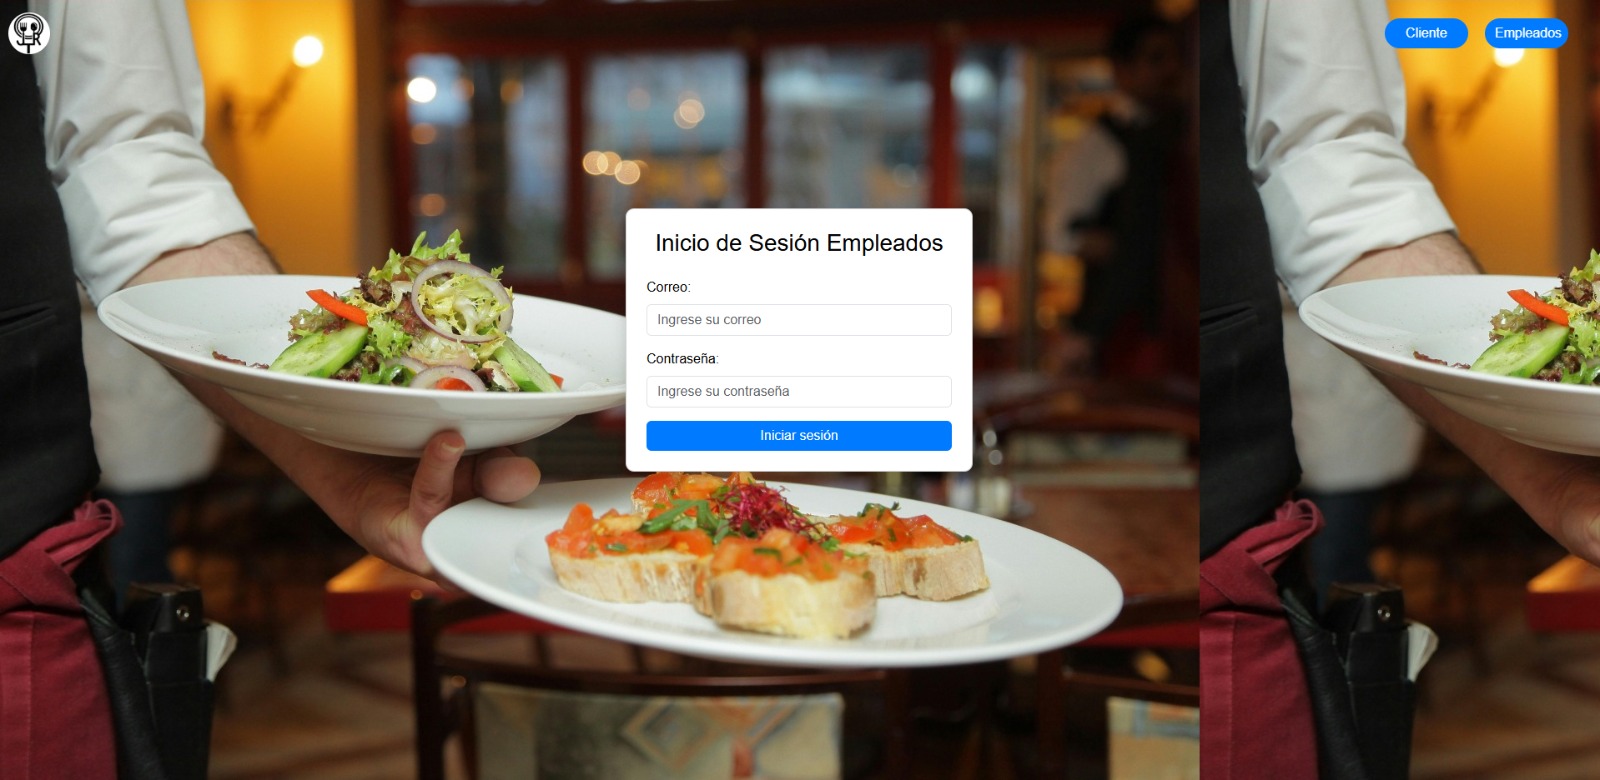 Cliente
Empleados
Inicio de Sesión Empleados
Correo:
Ingrese su correo
Contraseña:
Ingrese su contraseña
Iniciar sesión